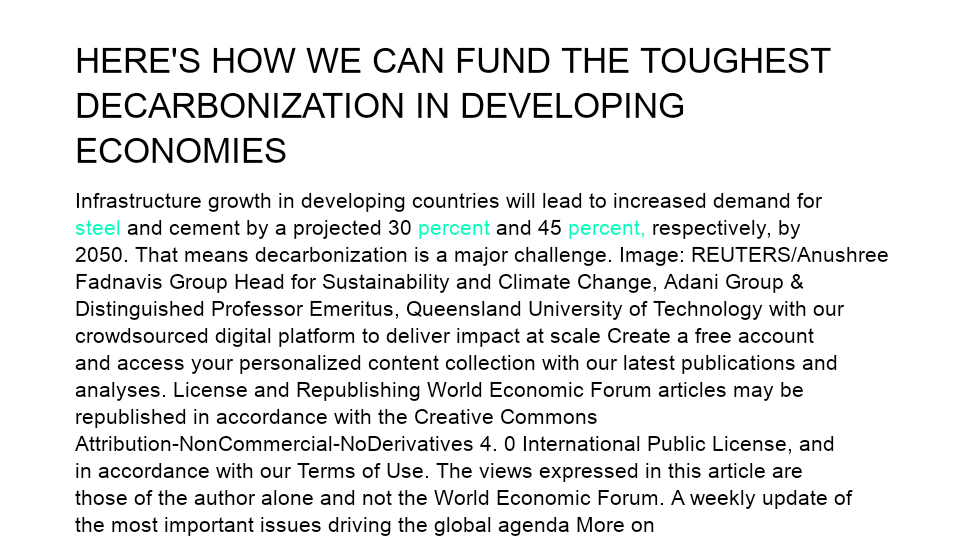 HERE'S HOW WE CAN FUND THE TOUGHEST
DECARBONIZATION IN DEVELOPING
ECONOMIES
Infrastructure growth in developing countries will lead to increased demand for
steel and cement by a projected 30 percent and 45 percent, respectively, by
2050. That means decarbonization is a major challenge. Image: REUTERS/Anushree
Fadnavis Group Head for Sustainability and Climate Change, Adani Group &
Distinguished Professor Emeritus, Queensland University of Technology with our
crowdsourced digital platform to deliver impact at scale Create a free account
and access your personalized content collection with our latest publications and
analyses. License and Republishing World Economic Forum articles may be
republished in accordance with the Creative Commons
Attribution-NonCommercial-NoDerivatives 4. 0 International Public License, and
in accordance with our Terms of Use. The views expressed in this article are
those of the author alone and not the World Economic Forum. A weekly update of
the most important issues driving the global agenda More on